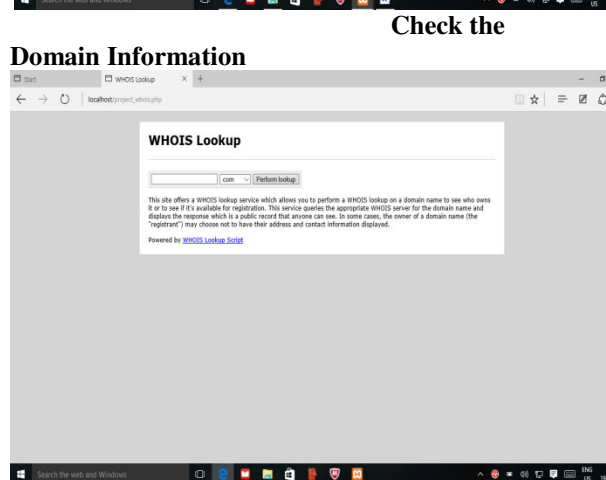 Search the web and Windows
Check the
Domain Information
Start
WHOIS Lookup
localhost/project_whois.php
WHOIS Lookup
com
Perform lookup
This site offers a WHOIS lookup service which allows you to perform a WHOIS lookup on a domain name to see who owns
it or to see if it's available for registration. This service queries the appropriate WHOIS server for the domain name and
displays the response which is a public record that anyone can see. In some cases, the owner of a domain name (the
"registrant") may choose not to have their address and contact information displayed.
Powered by WHOIS Lookup Script
Search the web and Windows
ENG
US